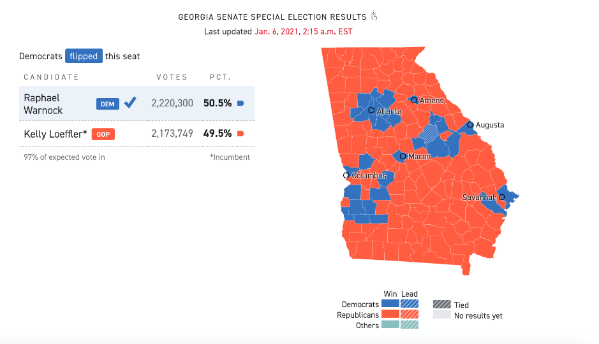 GEORGIA SENATE SPECIAL ELECTION RESULTS
Last updated Jan. 6, 2021, 2:15 a.m. EST
Democrats flipped this seat
CANDIDATE VOTES PCT.
Raphael
Warnock DEM 2,220,300 50.5%
Kelly Loeffler* GOP 2,173,749 49.5%
97% of expected vote in *Incumbent
Athens
Atlanta
Augusta
Macon
Columbus
Savannah
Win Lead
Democrats Tied
Republicans No results yet
Others